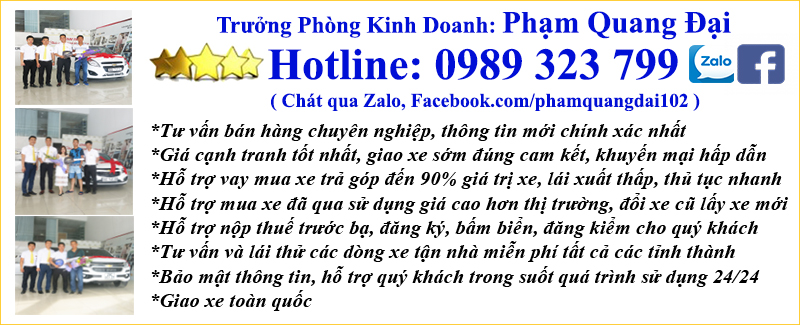 Trưởng Phòng Kinh Doanh: Phạm Quang Đại
Hotline: 0989 323 799 Zalo f
( Chát qua Zalo, Facebook.com/phamquangdai102 )
*Tư vấn bán hàng chuyên nghiệp, thông tin mới chính xác nhất
*Giá cạnh tranh tốt nhất, giao xe sớm đúng cam kết, khuyến mại hấp dẫn
*Hỗ trợ vay mua xe trả góp đến 90% giá trị xe, lái xuất thấp, thủ tục nhanh
*Hỗ trợ mua xe đã qua sử dụng giá cao hơn thị trường, đổi xe cũ lấy xe mới
*Hỗ trợ nộp thuế trước bạ, đăng ký, bấm biển, đăng kiểm cho quý khách
*Tư vấn và lái thử các dòng xe tận nhà miễn phí tất cả các tỉnh thành
*Bảo mật thông tin, hỗ trợ quý khách trong suốt quá trình sử dụng 24/24
*Giao xe toàn quốc